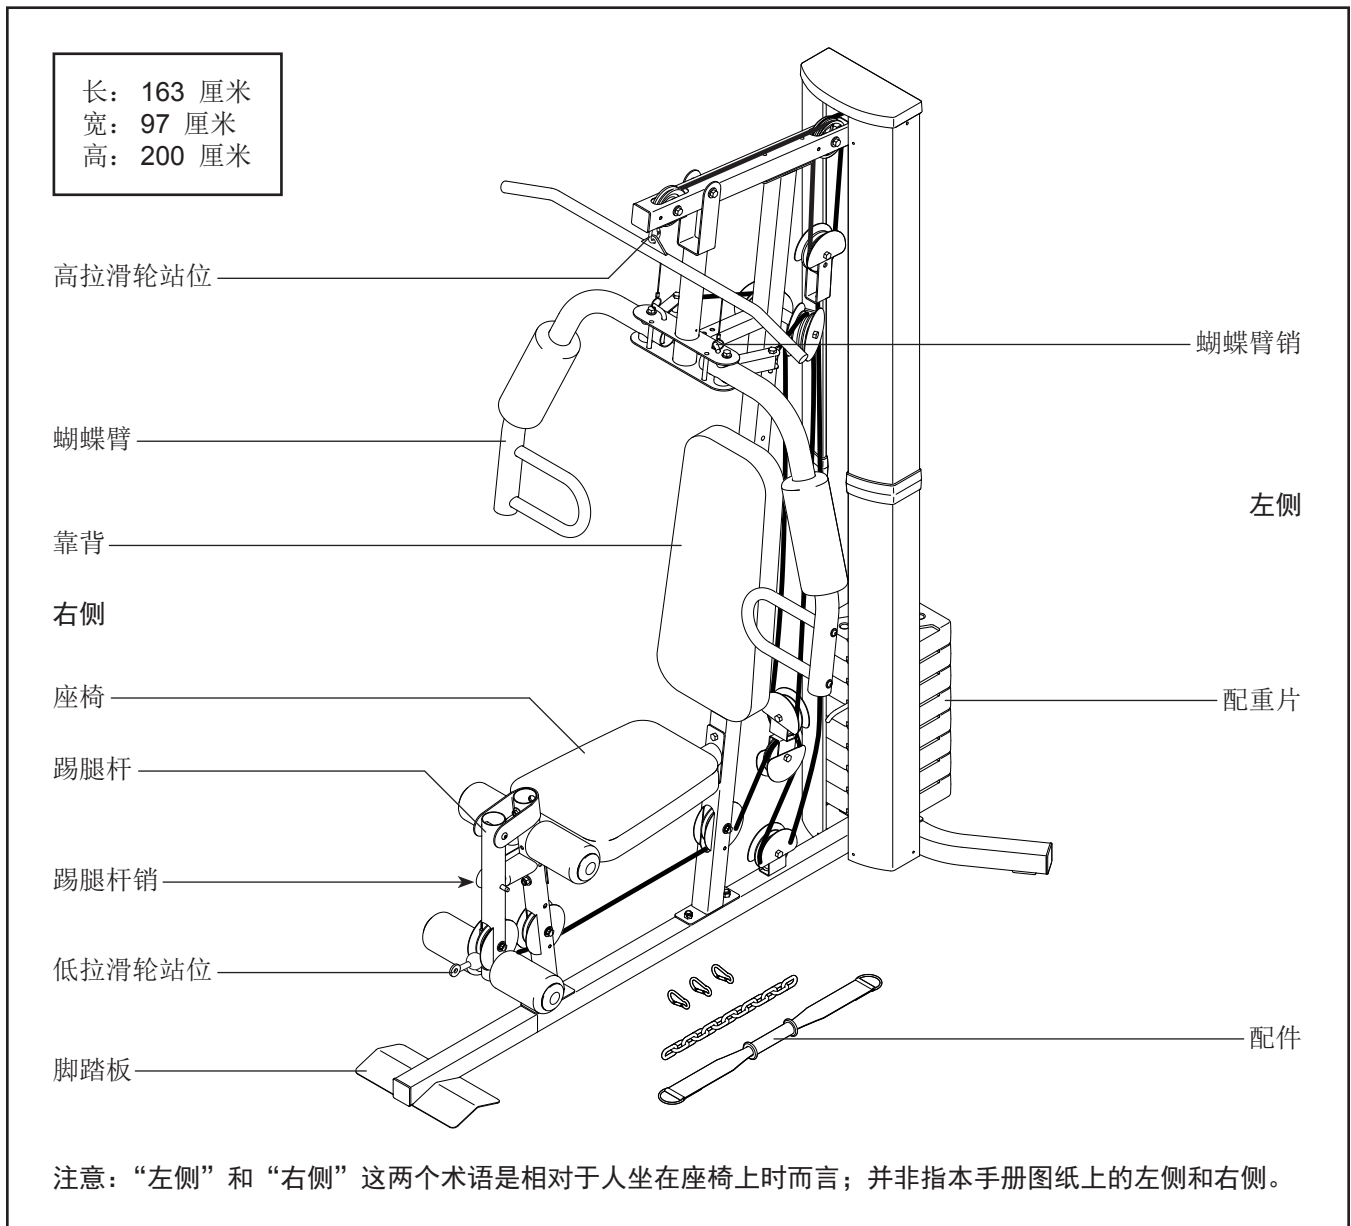 长： 163 厘米
宽： 97 厘米
高： 200 厘米
高拉滑轮站位
蝴蝶臂销
蝴蝶臂
左侧
靠背
右侧
座椅
配重片
踢腿杆
踢腿杆销
低拉滑轮站位
配件
脚踏板
注意：“左侧”和“右侧”这两个术语是相对于人坐在座椅上时而言；并非指本手册图纸上的左侧和右侧。